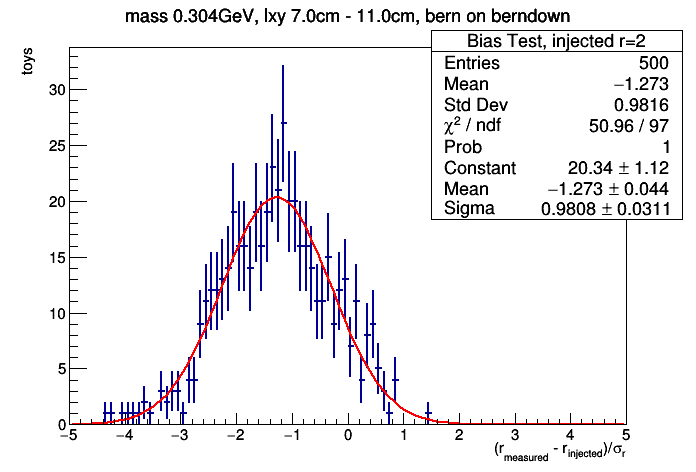 mass 0.304GeV, lxy 7.0cm - 11.0cm, bern on berndown
Bias Test, injected r=2
Entries 500
Mean −1.273
Std Dev 0.9816
χ² / ndf 50.96 / 97
Prob 1
Constant 20.34 ± 1.12
Mean −1.273 ± 0.044
Sigma 0.9808 ± 0.0311
toys
30
25
20
15
10
5
0
−5 −4 −3 −2 −1 0 1 2 3 4 5
(r_measured - r_injected)/σ_r